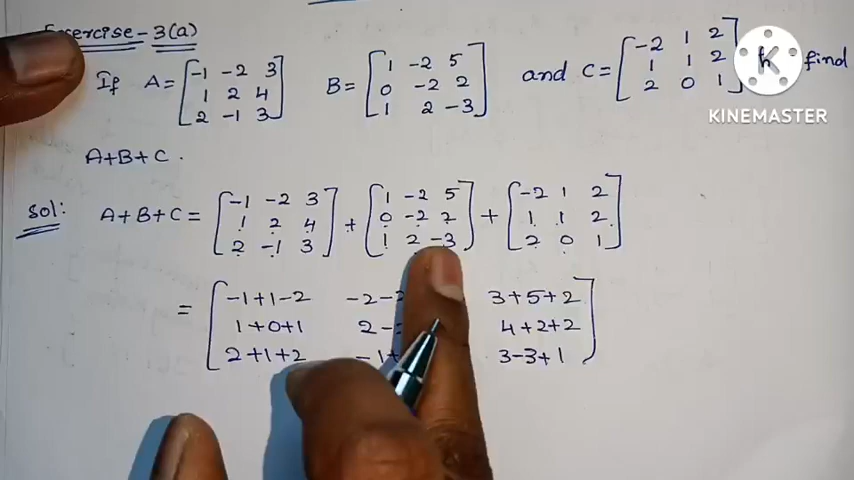 Exercise-3(a)
If A = [-1 -2 3 B = [1 -2 5 and C = [-2 1 2 find
1 2 4 0 -2 2 1 1 2
2 -1 3] 1 2 -3] 2 0 1]
KINEMASTER
A+B+C.
Sol: A+B+C = [-1 -2 3 + [1 -2 5 + [-2 1 2
1 2 4 0 -2 2 1 1 2
2 -1 3] 1 2 -3] 2 0 1]
= [-1+1-2 -2-2 3+5+2
1+0+1 2- 4+2+2
2+1+2 -1+ 3-3+1]